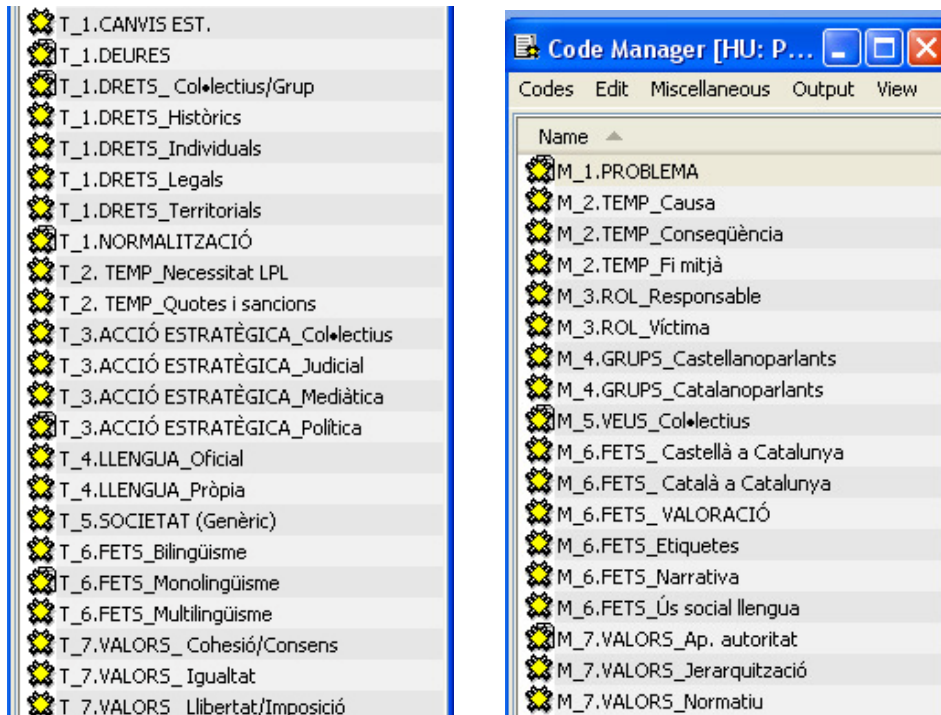 T_1.CANVIS EST.
T_1.DEURES
T_1.DRETS_ Col•lectius/Grup
T_1.DRETS_Històrics
T_1.DRETS_Individuals
T_1.DRETS_Legals
T_1.DRETS_Territorials
T_1.NORMALITZACIÓ
T_2. TEMP_Necessitat LPL
T_2. TEMP_Quotes i sancions
T_3.ACCIÓ ESTRATÈGICA_Col•lectius
T_3.ACCIÓ ESTRATÈGICA_Judicial
T_3.ACCIÓ ESTRATÈGICA_Mediàtica
T_3.ACCIÓ ESTRATÈGICA_Política
T_4.LLENGUA_Oficial
T_4.LLENGUA_Pròpia
T_5.SOCIETAT (Genèric)
T_6.FETS_Bilingüisme
T_6.FETS_Monolingüisme
T_6.FETS_Multilingüisme
T_7.VALORS_ Cohesió/Consens
T_7.VALORS_ Igualtat
T_7.VALORS_ Llibertat/Imposició
Code Manager [HU: P...
Codes Edit Miscellaneous Output View
Name
M_1.PROBLEMA
M_2.TEMP_Causa
M_2.TEMP_Conseqüència
M_2.TEMP_Fi mitjà
M_3.ROL_Responsable
M_3.ROL_Víctima
M_4.GRUPS_Castellanoparlants
M_4.GRUPS_Catalanoparlants
M_5.VEUS_Col•lectius
M_6.FETS_ Castellà a Catalunya
M_6.FETS_ Català a Catalunya
M_6.FETS_ VALORACIÓ
M_6.FETS_Etiquetes
M_6.FETS_Narrativa
M_6.FETS_Ús social llengua
M_7.VALORS_Ap. autoritat
M_7.VALORS_Jerarquització
M_7.VALORS_Normatiu